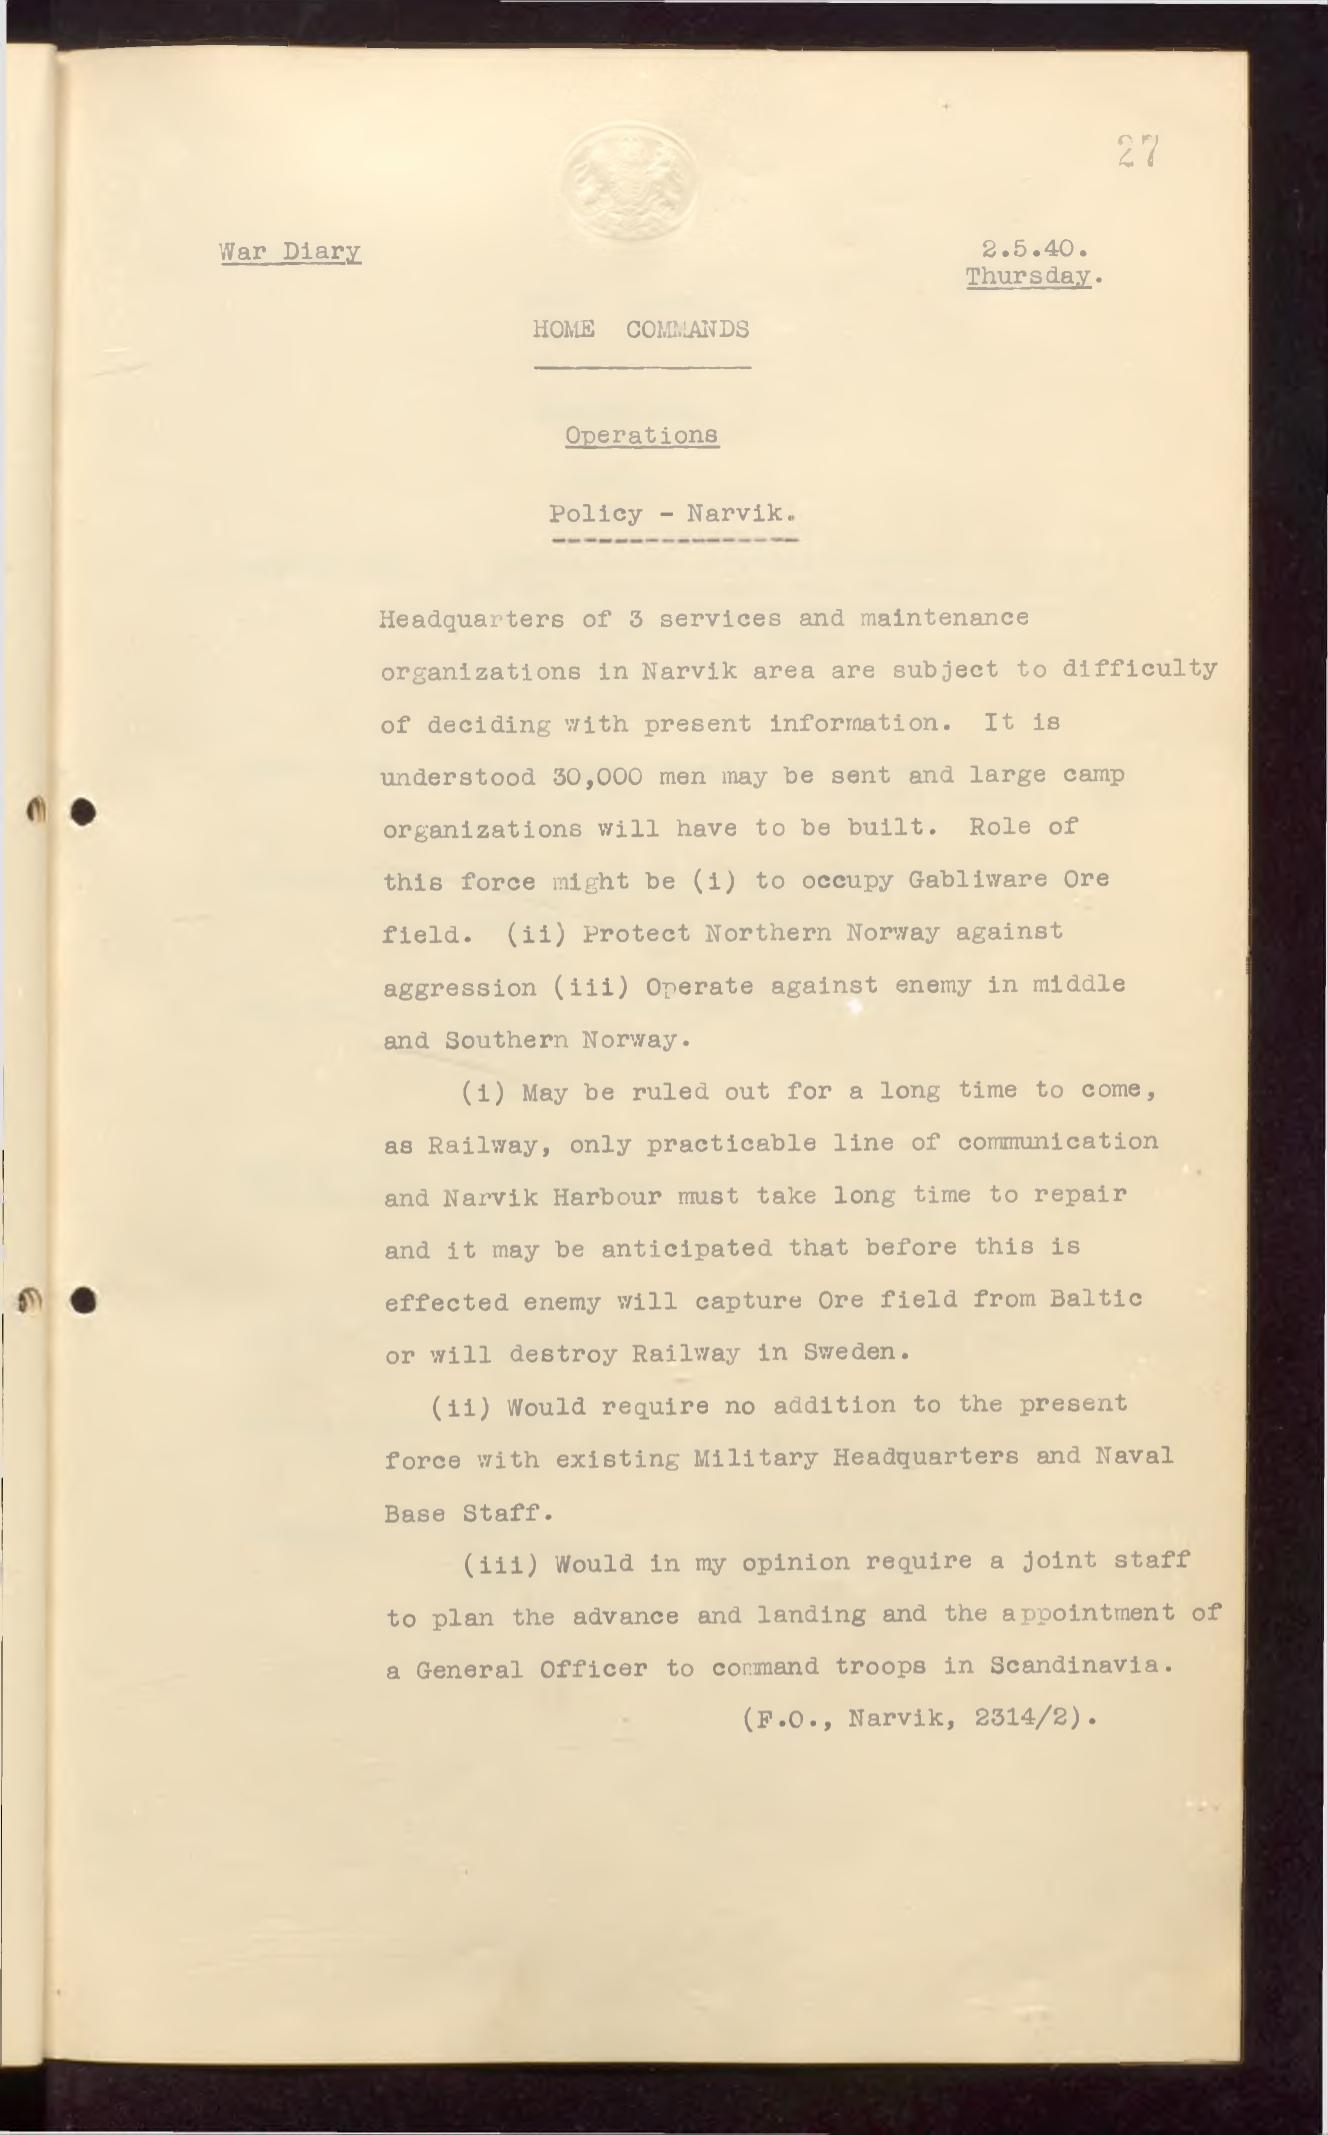 27
War Diary
2.5.40.
Thursday.
HOME COMMANDS
Operations
Policy - Narvik.
Headquarters of 3 services and maintenance
organizations in Narvik area are subject to difficulty
of deciding with present information. It is
understood 30,000 men may be sent and large camp
organizations will have to be built. Role of
this force might be (i) to occupy Gabliware Ore
field. (ii) Protect Northern Norway against
aggression (iii) Operate against enemy in middle
and Southern Norway.
(i) May be ruled out for a long time to come,
as Railway, only practicable line of communication
and Narvik Harbour must take long time to repair
and it may be anticipated that before this is
effected enemy will capture Ore field from Baltic
or will destroy Railway in Sweden.
(ii) Would require no addition to the present
force with existing Military Headquarters and Naval
Base Staff.
(iii) Would in my opinion require a joint staff
to plan the advance and landing and the appointment of
a General Officer to command troops in Scandinavia.
(F.O., Narvik, 2314/2).